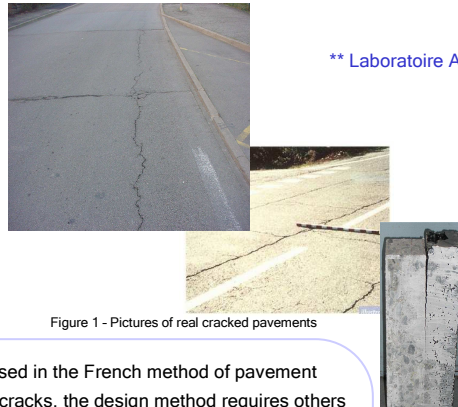 ** Laboratoire A
Figure 1 - Pictures of real cracked pavements
sed in the French method of pavement
cracks, the design method requires others